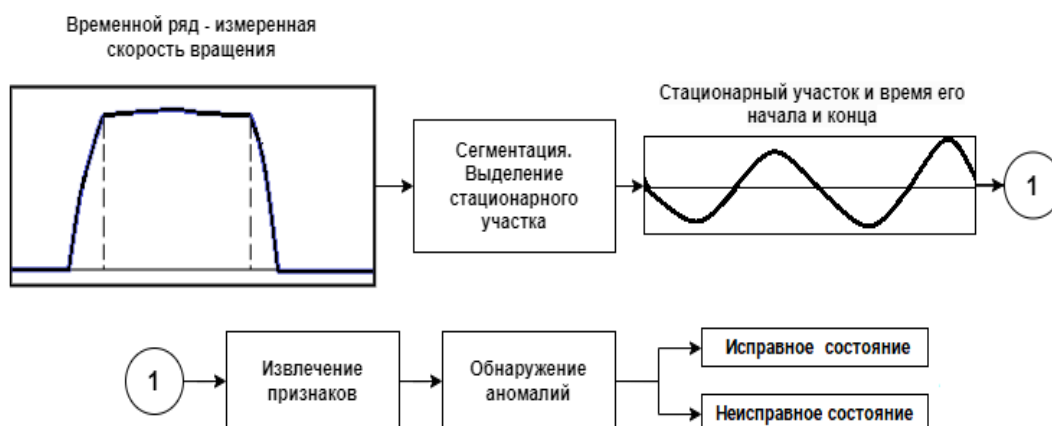 Временной ряд - измеренная
скорость вращения
Стационарный участок и время его
начала и конца
Сегментация.
Выделение
стационарного
участка
1
1
Извлечение
признаков
Обнаружение
аномалий
Исправное состояние
Неисправное состояние